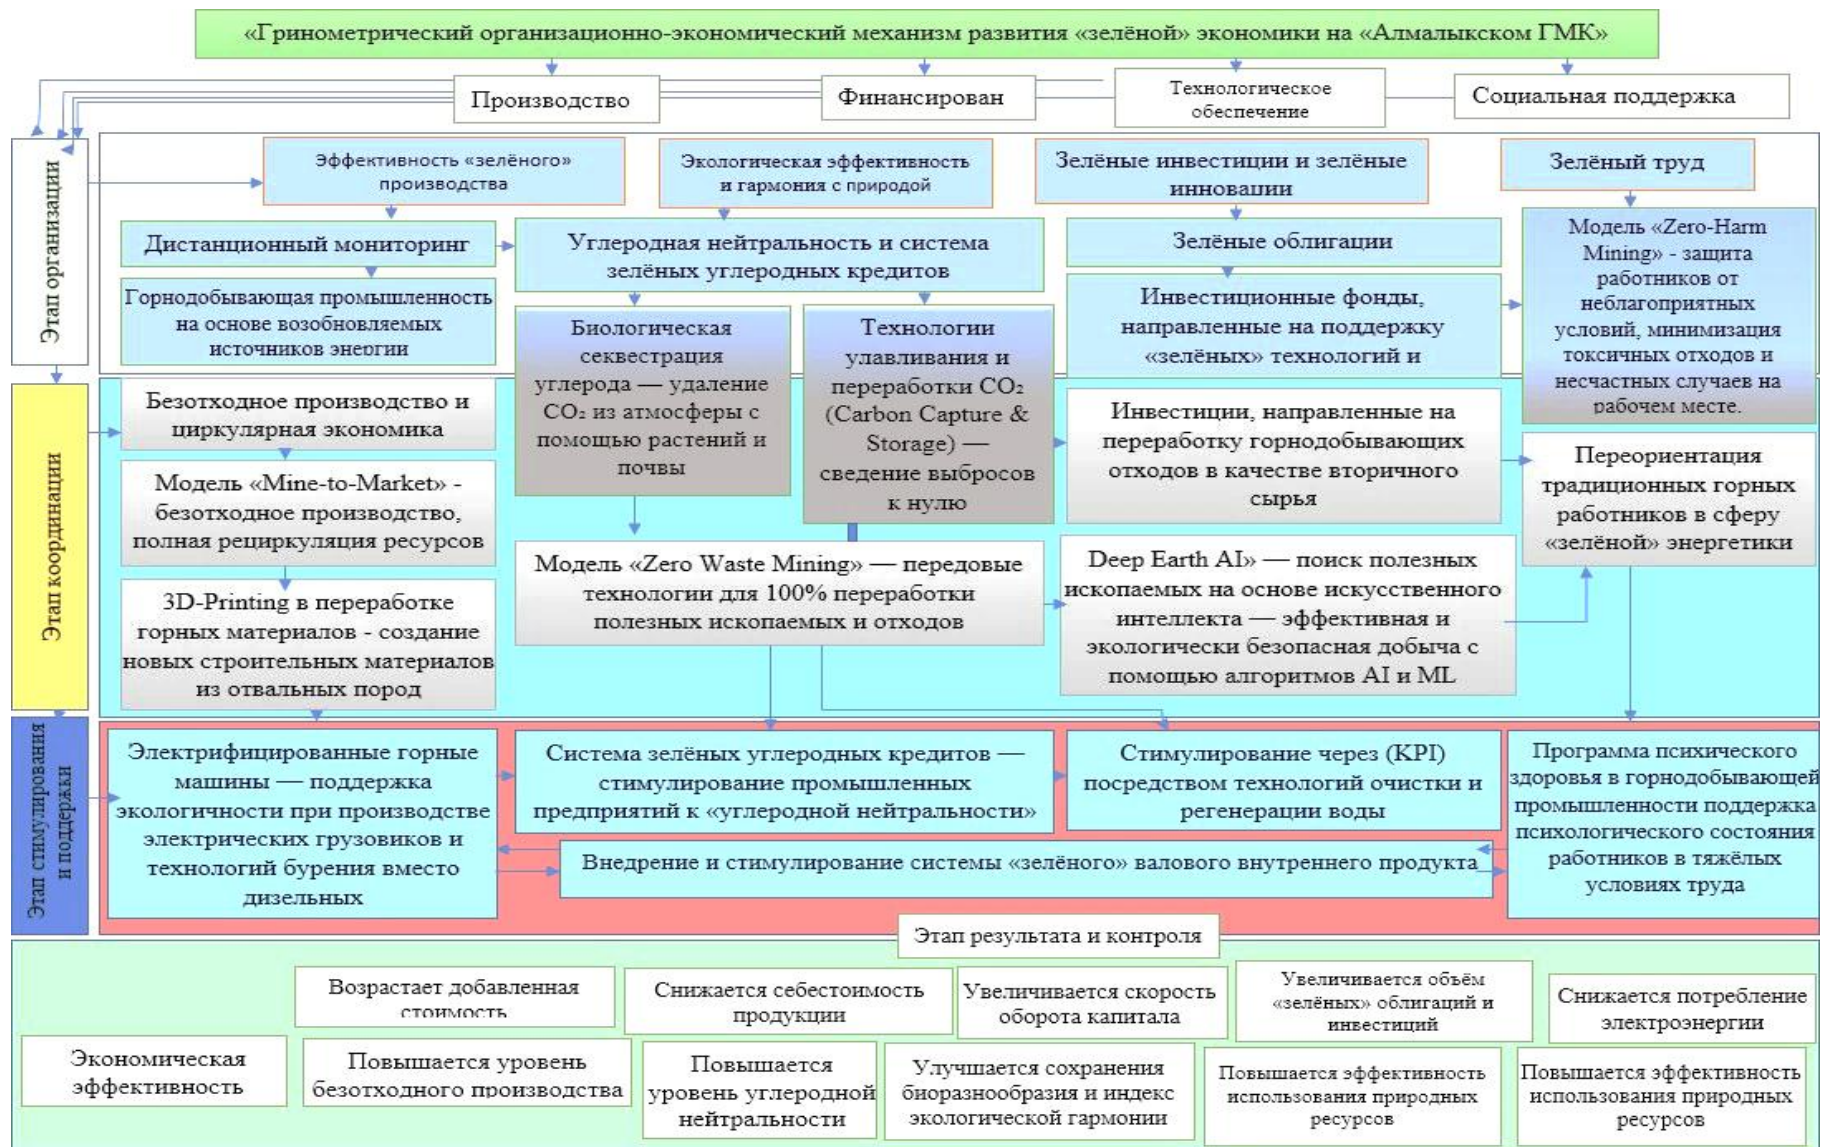 «Гринометрический организационно-экономический механизм развития «зелёной» экономики на «Алмалыкском ГМК»
Производство
Финансирован
Технологическое
обеспечение
Социальная поддержка
Этап организации
Эффективность «зелёного»
производства
Экологическая эффективность
и гармония с природой
Зелёные инвестиции и зелёные
инновации
Зелёный труд
Дистанционный мониторинг
Углеродная нейтральность и система
зелёных углеродных кредитов
Зелёные облигации
Модель «Zero-Harm
Mining» - защита
работников от
неблагоприятных
условий, минимизация
токсичных отходов и
несчастных случаев на
рабочем месте.
Горнодобывающая промышленность
на основе возобновляемых
источников энергии
Биологическая
секвестрация
углерода — удаление
CO₂ из атмосферы с
помощью растений и
почвы
Технологии
улавливания и
переработки CO₂
(Carbon Capture &
Storage) —
сведение выбросов
к нулю
Инвестиционные фонды,
направленные на поддержку
«зелёных» технологий и
Этап координации
Безотходное производство и
циркулярная экономика
Инвестиции, направленные на
переработку горнодобывающих
отходов в качестве вторичного
сырья
Переориентация
традиционных горных
работников в сферу
«зелёной» энергетики
Модель «Mine-to-Market» -
безотходное производство,
полная рециркуляция ресурсов
Модель «Zero Waste Mining» — передовые
технологии для 100% переработки
полезных ископаемых и отходов
Deep Earth AI» — поиск полезных
ископаемых на основе искусственного
интеллекта — эффективная и
экологически безопасная добыча с
помощью алгоритмов AI и ML
3D-Printing в переработке
горных материалов - создание
новых строительных материалов
из отвальных пород
Этап стимулирования
и поддержки
Электрифицированные горные
машины — поддержка
экологичности при производстве
электрических грузовиков и
технологий бурения вместо
дизельных
Система зелёных углеродных кредитов —
стимулирование промышленных
предприятий к «углеродной нейтральности»
Стимулирование через (KPI)
посредством технологий очистки и
регенерации воды
Программа психического
здоровья в горнодобывающей
промышленности поддержка
психологического состояния
работников в тяжёлых
условиях труда
Внедрение и стимулирование системы «зелёного» валового внутреннего продукта
Этап результата и контроля
Возрастает добавленная
стоимость
Снижается себестоимость
продукции
Увеличивается скорость
оборота капитала
Увеличивается объём
«зелёных» облигаций и
инвестиций
Снижается потребление
электроэнергии
Экономическая
эффективность
Повышается уровень
безотходного производства
Повышается
уровень углеродной
нейтральности
Улучшается сохранения
биоразнообразия и индекс
экологической гармонии
Повышается эффективность
использования природных
ресурсов
Повышается эффективность
использования природных
ресурсов